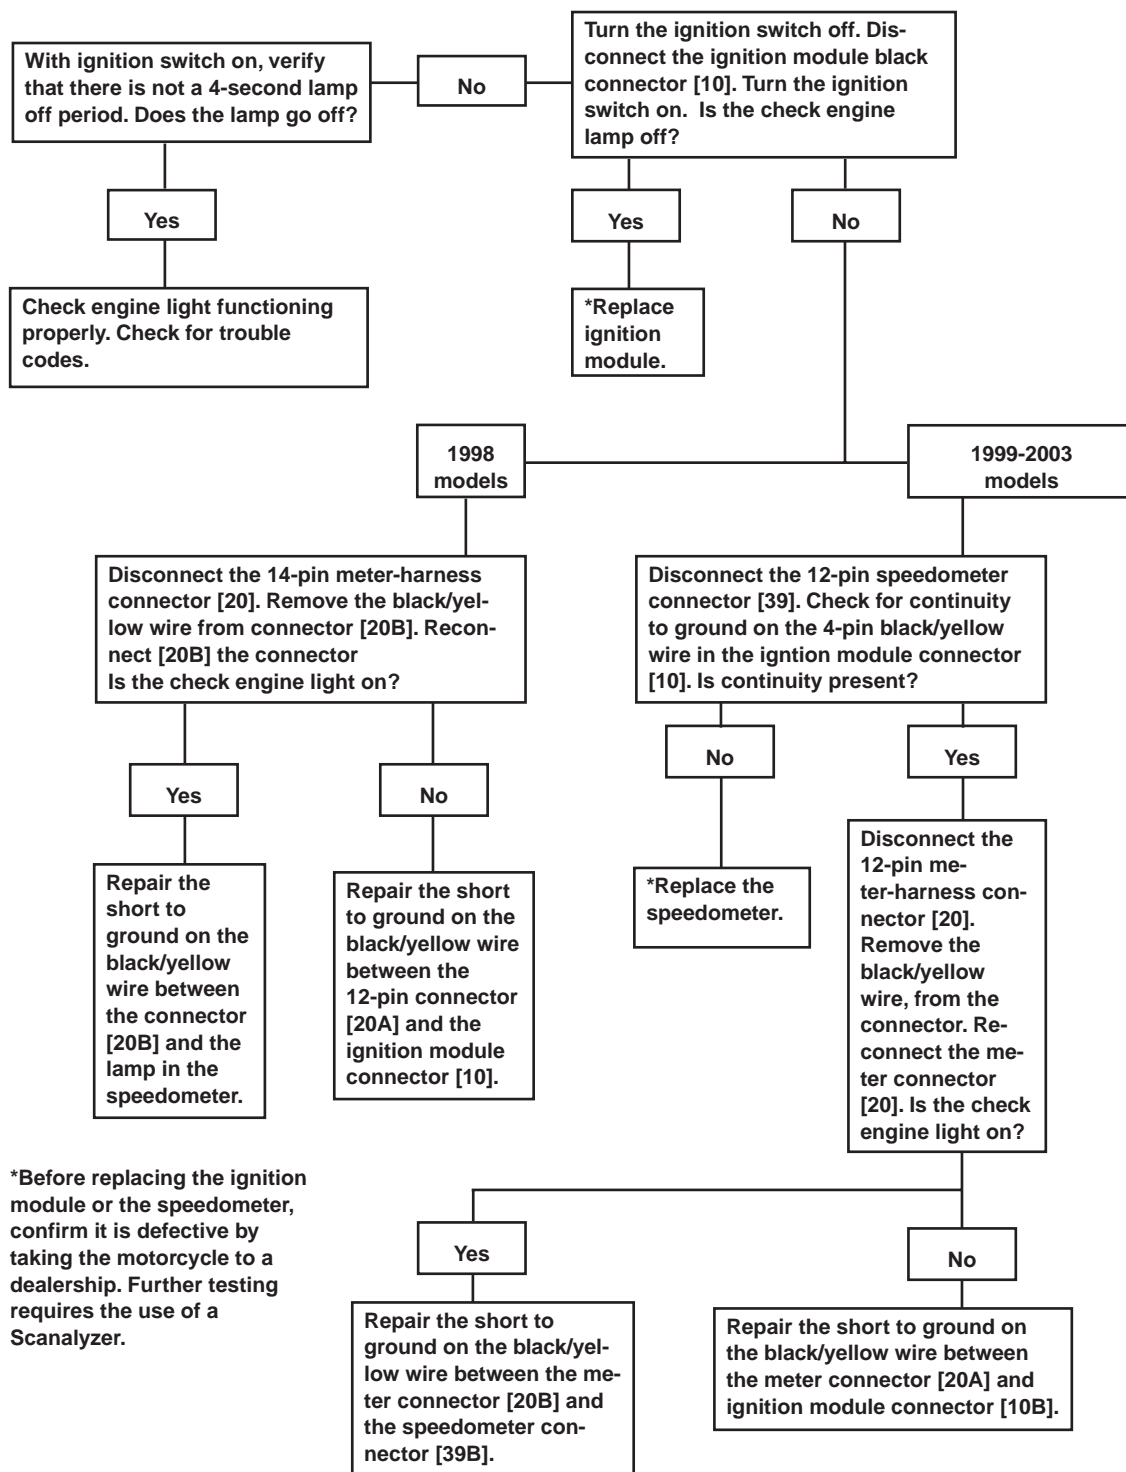 With ignition switch on, verify
that there is not a 4-second lamp
off period. Does the lamp go off?
No
Turn the ignition switch off. Dis-
connect the ignition module black
connector [10]. Turn the ignition
switch on.  Is the check engine
lamp off?
Yes
Yes
No
Check engine light functioning
properly. Check for trouble
codes.
*Replace
ignition
module.
1998
models
1999-2003
models
Disconnect the 14-pin meter-harness
connector [20]. Remove the black/yel-
low wire from connector [20B]. Recon-
nect [20B] the connector
Is the check engine light on?
Disconnect the 12-pin speedometer
connector [39]. Check for continuity
to ground on the 4-pin black/yellow
wire in the igntion module connector
[10]. Is continuity present?
Yes
No
No
Yes
Repair the
short to
ground on the
black/yellow
wire between
the connector
[20B] and the
lamp in the
speedometer.
Repair the short
to ground on the
black/yellow wire
between the
12-pin connector
[20A] and the
ignition module
connector [10].
*Replace the
speedometer.
Disconnect the
12-pin me-
ter-harness con-
nector [20].
Remove the
black/yellow
wire, from the
connector. Re-
connect the me-
ter connector
[20]. Is the check
engine light on?
*Before replacing the ignition
module or the speedometer,
confirm it is defective by
taking the motorcycle to a
dealership. Further testing
requires the use of a
Scanalyzer.
Yes
No
Repair the short to
ground on the black/yel-
low wire between the me-
ter connector [20B] and
the speedometer con-
nector [39B].
Repair the short to ground on
the black/yellow wire between
the meter connector [20A] and
ignition module connector [10B].